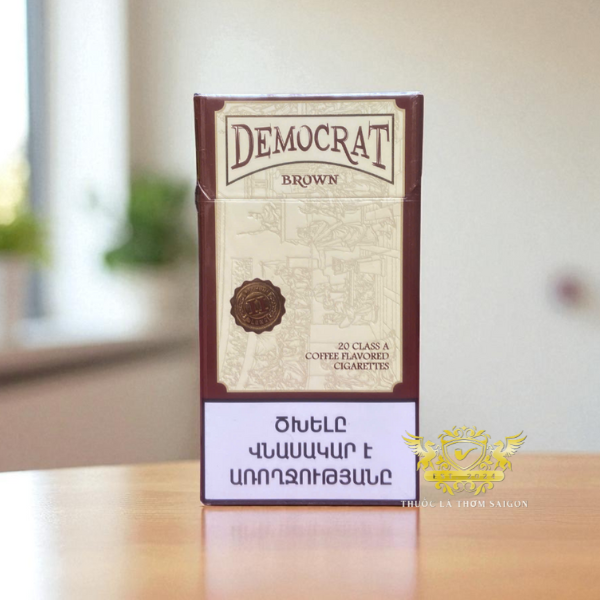 DEMOCRAT
BROWN
20 CLASS A
COFFEE FLAVORED
CIGARETTES
ԾԽԵԼԸ
ՎՆԱՍԱԿԱՐ Է
ԱՌՈՂՋՈՒԹՅԱՆԸ
THUỐC LÁ THƠM SAIGON